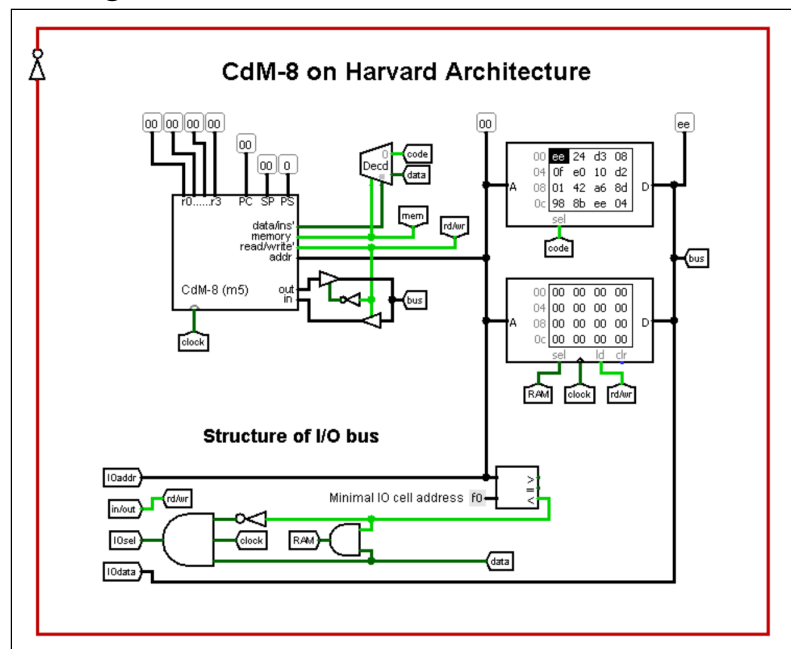 CdM-8 on Harvard Architecture
00 00 00 00
00
00 0
00
ee
r0......r3 PC SP PS
data/ins'
memory
read/write'
addr
CdM-8 (m5)
out
in
clock
0
Decd
code
data
mem
rd/wr
bus
A
00 ee 24 d3 08
04 0f e0 10 d2
08 01 42 a6 8d
0c 98 8b ee 04
D
sel
code
bus
A
00 00 00 00 00
04 00 00 00 00
08 00 00 00 00
0c 00 00 00 00
D
sel ld clr
RAM clock rd/wr
Structure of I/O bus
IOaddr
in/out
rd/wr
IOsel
IOdata
clock
RAM
data
Minimal IO cell address f0
>
=
<